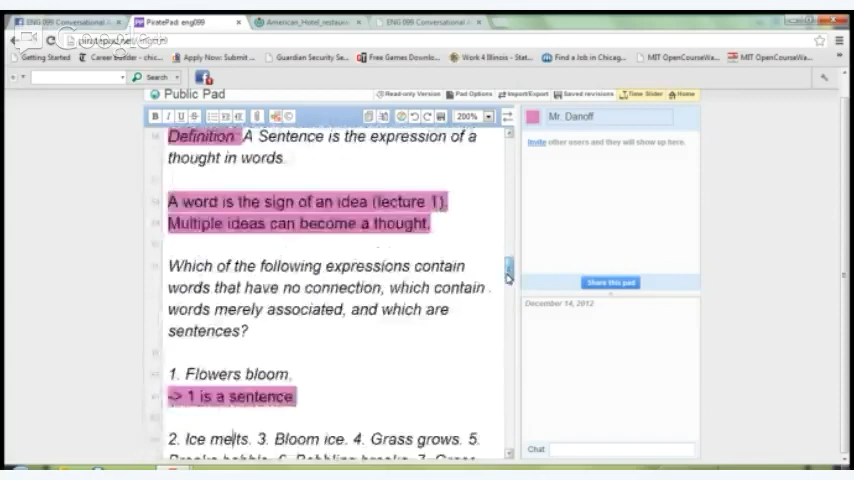 ENG 099 Conversational
PiratePad: eng099
American_Hotel_restaur
ENG 099 Conversational
Google
Getting Started
Career Builder - chic...
Apply Now: Submit ...
Guardian Security Se...
Free Games Downlo...
Work 4 Illinois - Stat...
Find a Job in Chicag...
MIT OpenCourseWa...
MIT OpenCourseWa...
Search
Public Pad
Read-only Version
Pad Options
Import/Export
Saved revisions
Time Slider
Home
B I U S
200%
Mr. Danoff
Definition: A Sentence is the expression of a
thought in words.
A word is the sign of an idea (lecture 1).
Multiple ideas can become a thought.
Which of the following expressions contain
words that have no connection, which contain
words merely associated, and which are
sentences?
1. Flowers bloom.
-> 1 is a sentence
2. Ice melts. 3. Bloom ice. 4. Grass grows. 5.
Invite other users and they will show up here.
Share this pad
December 14, 2012
Chat